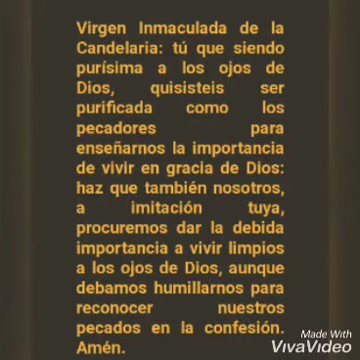 Virgen Inmaculada de la
Candelaria: tú que siendo
purísima a los ojos de
Dios, quisisteis ser
purificada como los
pecadores para
enseñarnos la importancia
de vivir en gracia de Dios:
haz que también nosotros,
a imitación tuya,
procuremos dar la debida
importancia a vivir limpios
a los ojos de Dios, aunque
debamos humillarnos para
reconocer nuestros
pecados en la confesión.
Amén.
Made With
VivaVideo